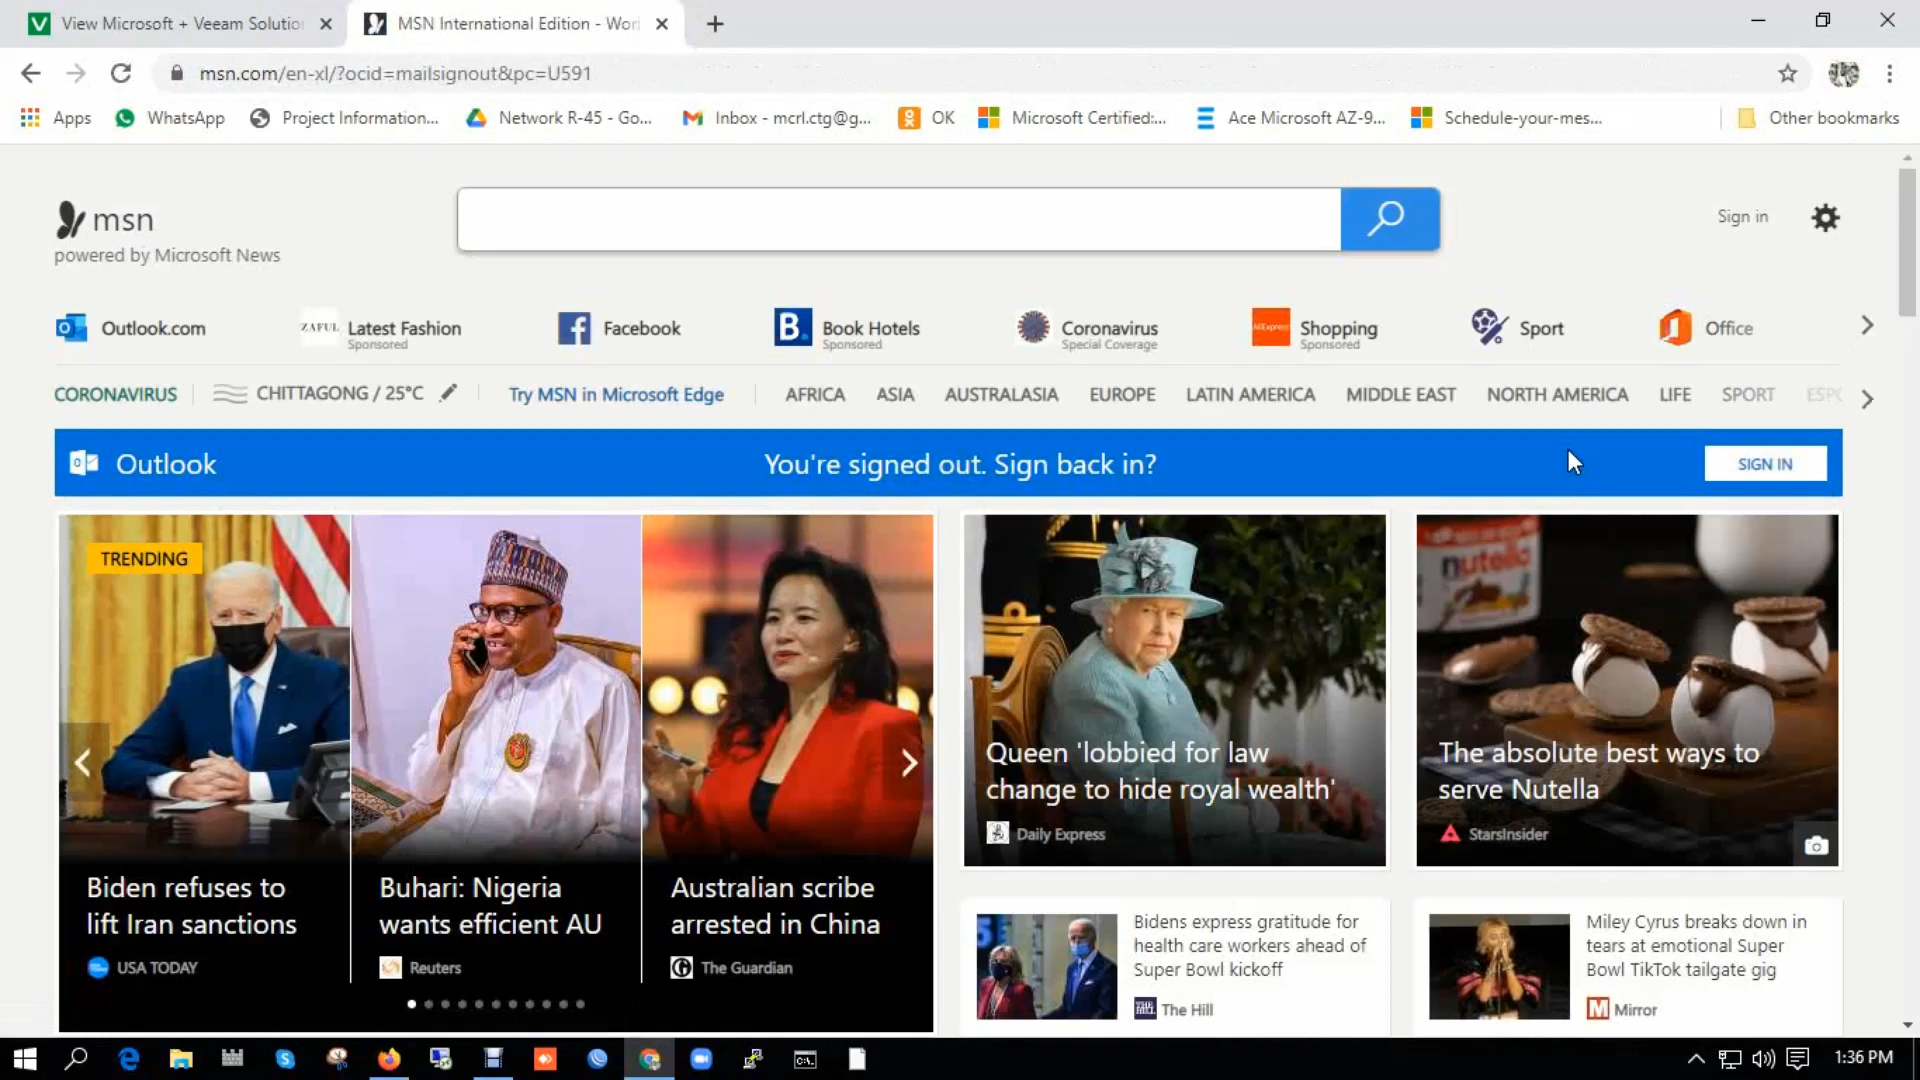 View Microsoft + Veeam Solutio
MSN International Edition - Wor
msn.com/en-xl/?ocid=mailsignout&pc=U591
Apps
WhatsApp
Project Information...
Network R-45 - Go...
Inbox - mcrl.ctg@g...
OK
Microsoft Certified:...
Ace Microsoft AZ-9...
Schedule-your-mes...
Other bookmarks
msn
powered by Microsoft News
Sign in
Outlook.com
ZAFUL
Latest Fashion
Sponsored
Facebook
B.
Book Hotels
Sponsored
Coronavirus
Special Coverage
AliExpress
Shopping
Sponsored
Sport
Office
CORONAVIRUS
CHITTAGONG / 25°C
Try MSN in Microsoft Edge
AFRICA
ASIA
AUSTRALASIA
EUROPE
LATIN AMERICA
MIDDLE EAST
NORTH AMERICA
LIFE
SPORT
ESPO
Outlook
You're signed out. Sign back in?
SIGN IN
TRENDING
Biden refuses to
lift Iran sanctions
USA TODAY
Buhari: Nigeria
wants efficient AU
Reuters
Australian scribe
arrested in China
The Guardian
Queen 'lobbied for law
change to hide royal wealth'
Daily Express
nutella
The absolute best ways to
serve Nutella
StarsInsider
Bidens express gratitude for
health care workers ahead of
Super Bowl kickoff
THE HILL
The Hill
Miley Cyrus breaks down in
tears at emotional Super
Bowl TikTok tailgate gig
M
Mirror
1:36 PM